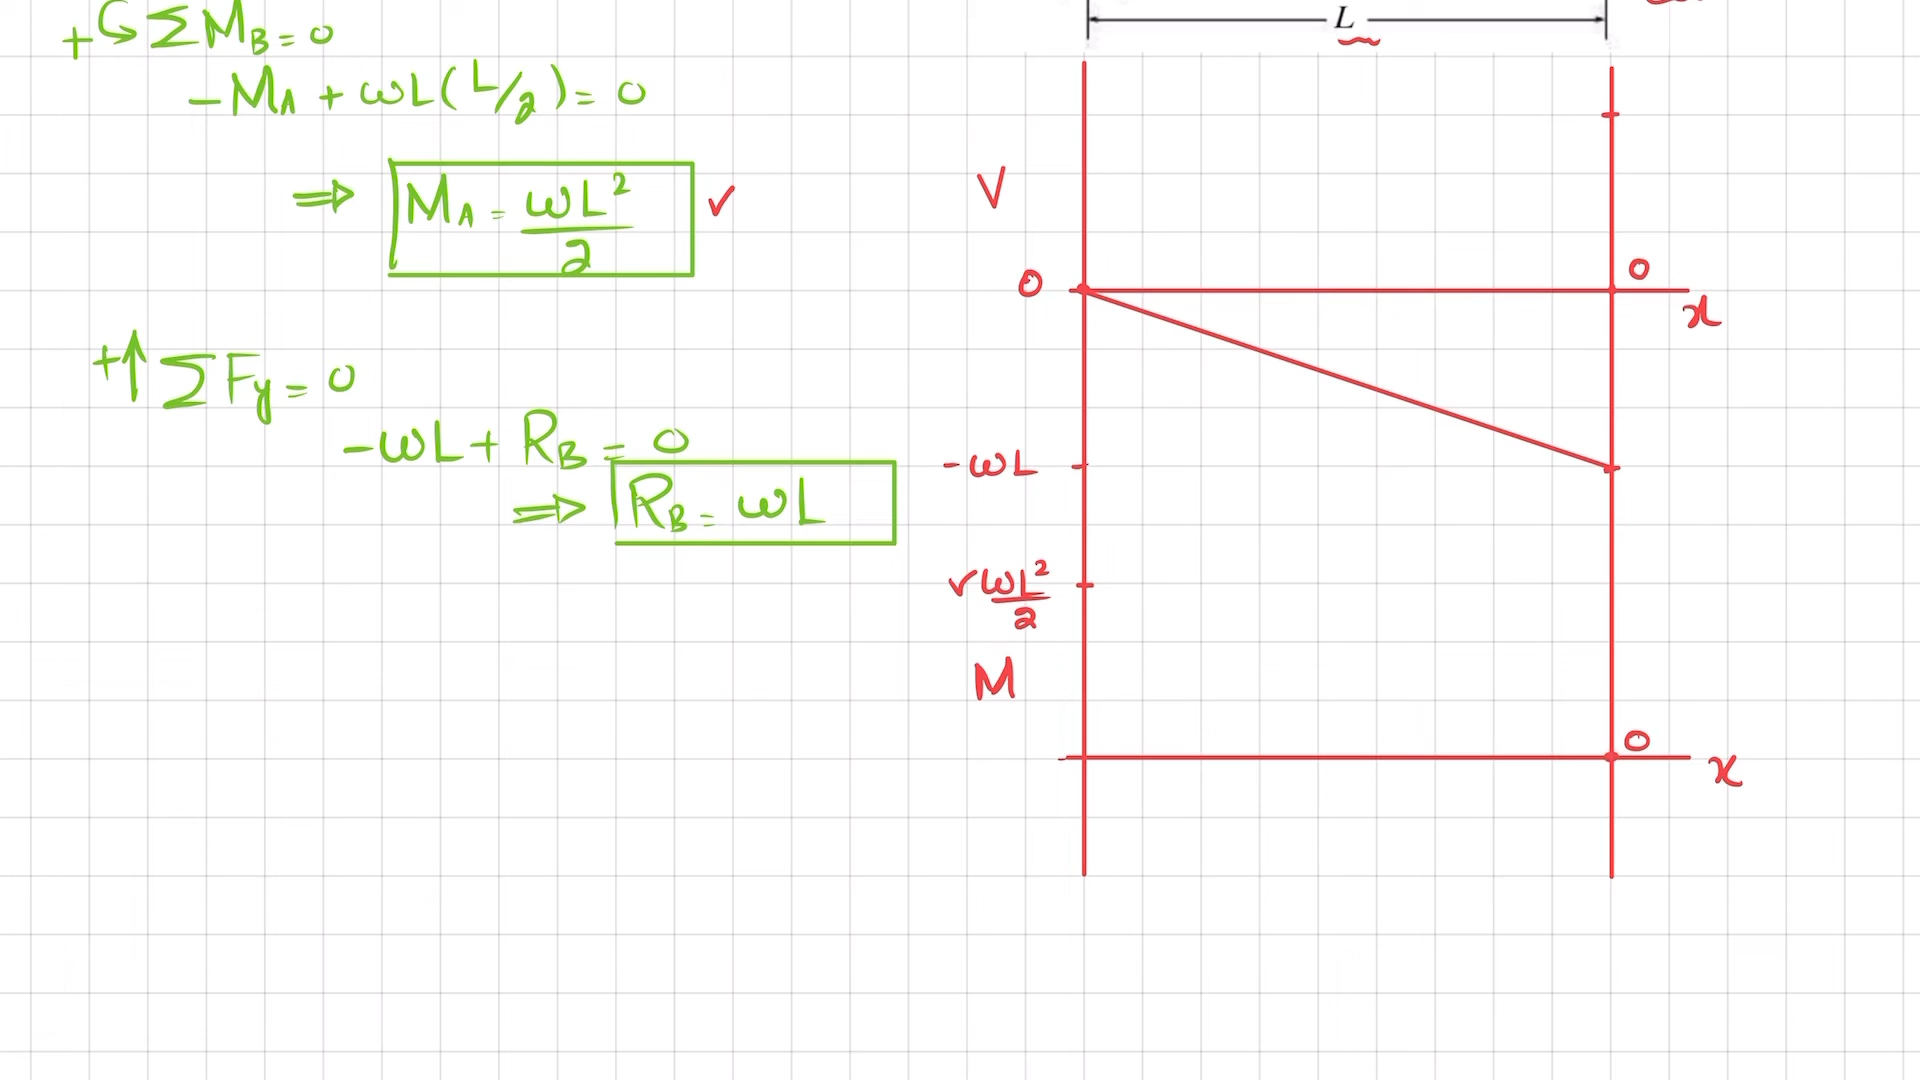 +↶ ΣM_B = 0
-M_A + ωL(L/2) = 0
⇒ M_A = ωL²/2 ✓
+↑ ΣF_y = 0
-ωL + R_B = 0
⇒ R_B = ωL
L
V
0
0
x
-ωL
✓ ωL²/2
M
0
x